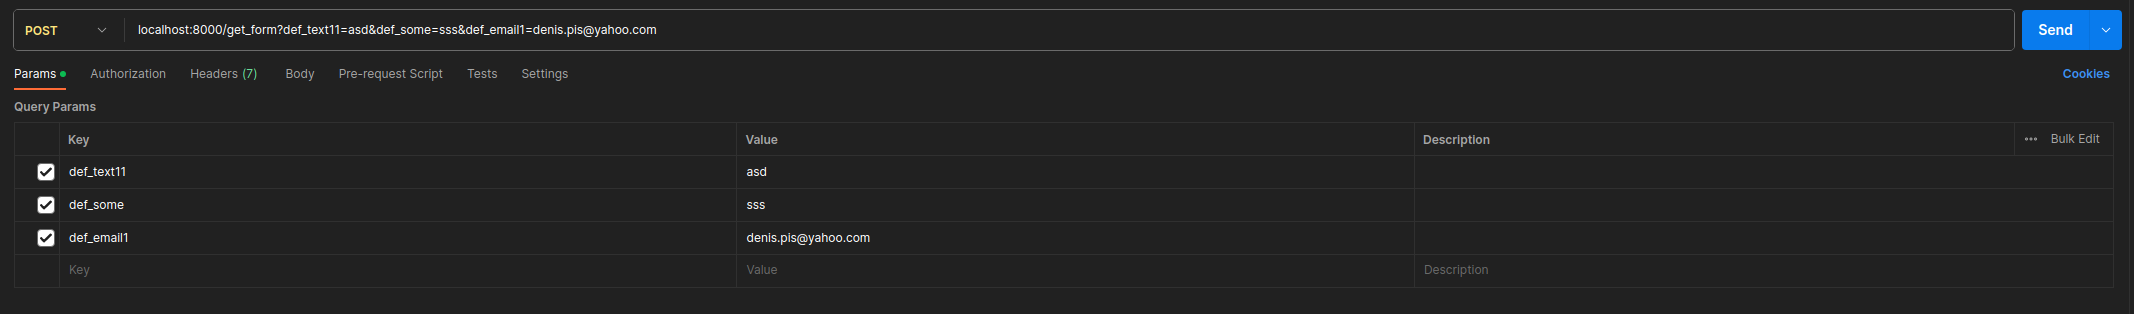 POST localhost:8000/get_form?def_text11=asd&def_some=sss&def_email1=denis.pis@yahoo.com Send
Params Authorization Headers (7) Body Pre-request Script Tests Settings Cookies
Query Params
Key Value Description ••• Bulk Edit
def_text11 asd
def_some sss
def_email1 denis.pis@yahoo.com
Key Value Description